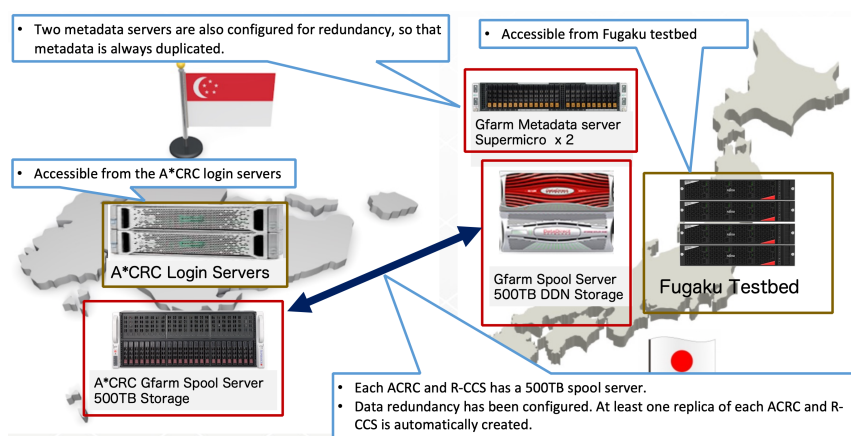 • Two metadata servers are also configured for redundancy, so that
metadata is always duplicated.
• Accessible from Fugaku testbed
Gfarm Metadata server
Supermicro x 2
• Accessible from the A*CRC login servers
A*CRC Login Servers
Gfarm Spool Server
500TB DDN Storage
Fugaku Testbed
A*CRC Gfarm Spool Server
500TB Storage
• Each ACRC and R-CCS has a 500TB spool server.
• Data redundancy has been configured. At least one replica of each ACRC and R-
CCS is automatically created.